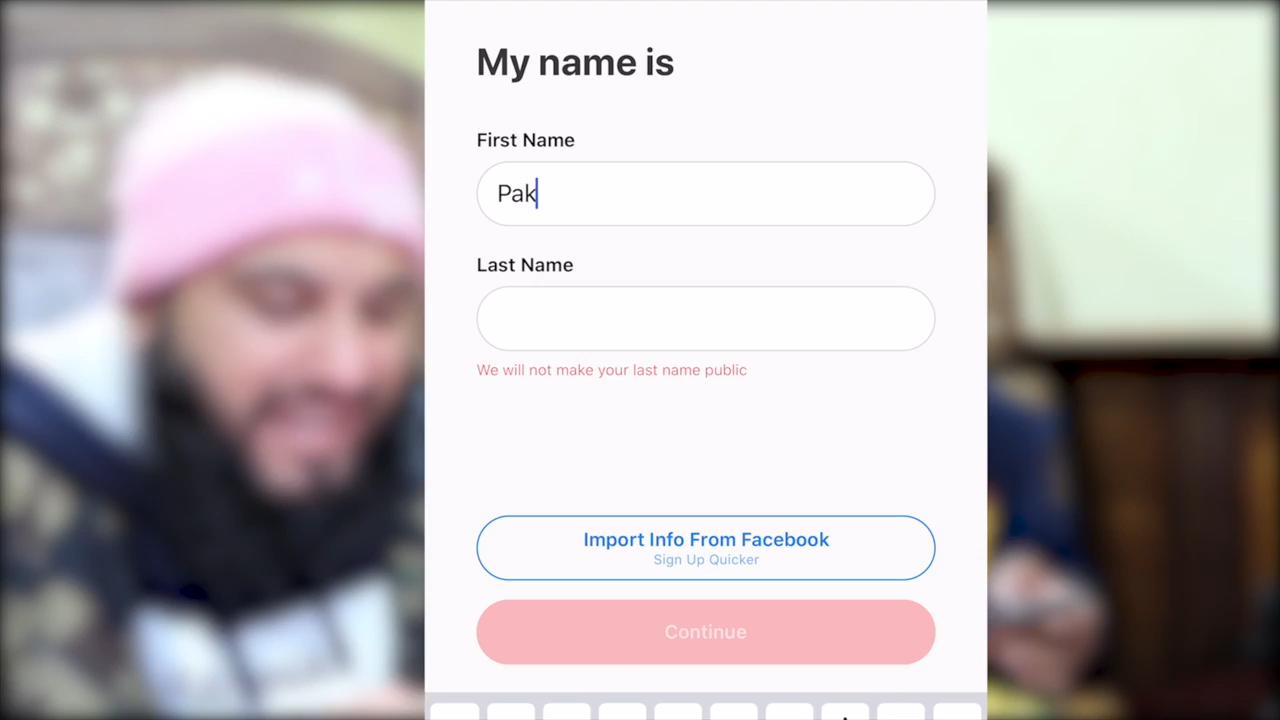 My name is
First Name
Pak
Last Name
We will not make your last name public
Import Info From Facebook
Sign Up Quicker
Continue